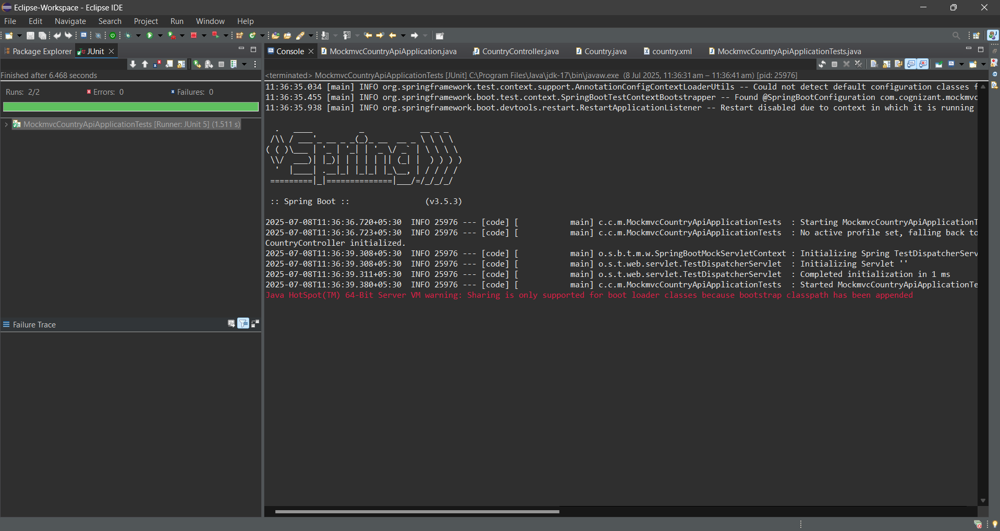 Eclipse-Workspace - Eclipse IDE
File Edit Navigate Search Project Run Window Help
Package Explorer JUnit
Finished after 6.468 seconds
Runs: 2/2 Errors: 0 Failures: 0
MockmvcCountryApiApplicationTests [Runner: JUnit 5] (1.511 s)
Failure Trace
Console MockmvcCountryApiApplication.java CountryController.java Country.java country.xml MockmvcCountryApiApplicationTests.java
<terminated> MockmvcCountryApiApplicationTests [JUnit] C:\Program Files\Java\jdk-17\bin\javaw.exe (8 Jul 2025, 11:36:31 am – 11:36:41 am) [pid: 25976]
11:36:35.034 [main] INFO org.springframework.test.context.support.AnnotationConfigContextLoaderUtils -- Could not detect default configuration classes f
11:36:35.455 [main] INFO org.springframework.boot.test.context.SpringBootTestContextBootstrapper -- Found @SpringBootConfiguration com.cognizant.mockmvc
11:36:35.938 [main] INFO org.springframework.boot.devtools.restart.RestartApplicationListener -- Restart disabled due to context in which it is running
Spring
:: Spring Boot :: (v3.5.3)
2025-07-08T11:36:36.720+05:30 INFO 25976 --- [code] [ main] c.c.m.MockmvcCountryApiApplicationTests : Starting MockmvcCountryApiApplicationT
2025-07-08T11:36:36.723+05:30 INFO 25976 --- [code] [ main] c.c.m.MockmvcCountryApiApplicationTests : No active profile set, falling back to
CountryController initialized.
2025-07-08T11:36:39.308+05:30 INFO 25976 --- [code] [ main] o.s.b.t.m.w.SpringBootMockServletContext : Initializing Spring TestDispatcherServ
2025-07-08T11:36:39.308+05:30 INFO 25976 --- [code] [ main] o.s.t.web.servlet.TestDispatcherServlet : Initializing Servlet ''
2025-07-08T11:36:39.311+05:30 INFO 25976 --- [code] [ main] o.s.t.web.servlet.TestDispatcherServlet : Completed initialization in 1 ms
2025-07-08T11:36:39.380+05:30 INFO 25976 --- [code] [ main] c.c.m.MockmvcCountryApiApplicationTests : Started MockmvcCountryApiApplicationTe
Java HotSpot(TM) 64-Bit Server VM warning: Sharing is only supported for boot loader classes because bootstrap classpath has been appended